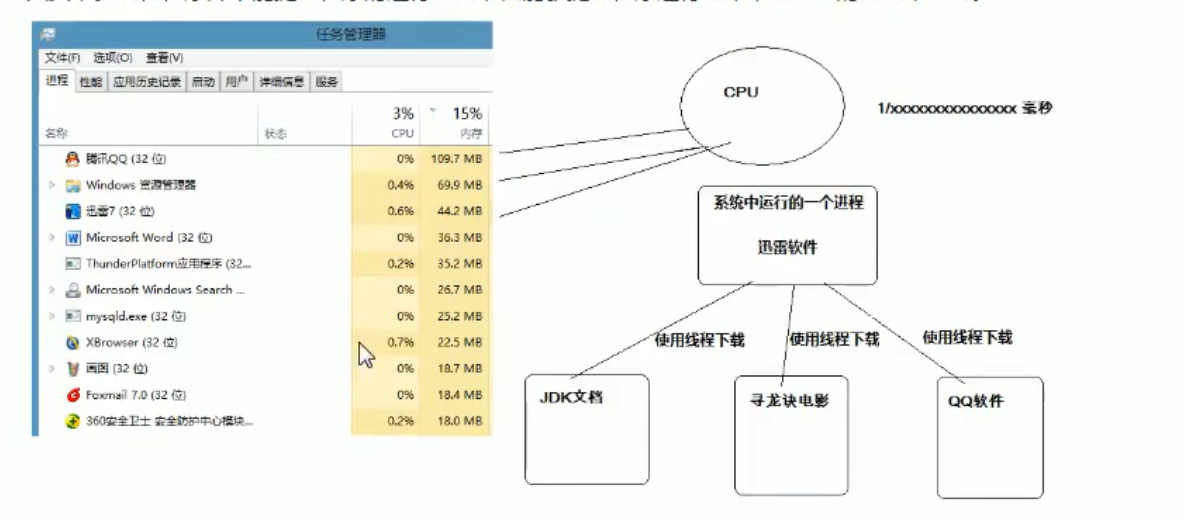 任务管理器
文件(F) 选项(O) 查看(V)
进程 性能 应用历史记录 启动 用户 详细信息 服务
3% 15%
名称 状态 CPU 内存
腾讯QQ (32 位) 0% 109.7 MB
Windows 资源管理器 0.4% 69.9 MB
迅雷7 (32 位) 0.6% 44.2 MB
Microsoft Word (32 位) 0% 36.3 MB
ThunderPlatform应用程序 (32... 0.2% 35.2 MB
Microsoft Windows Search ... 0% 26.7 MB
mysqld.exe (32 位) 0% 25.2 MB
XBrowser (32 位) 0.7% 22.5 MB
画图 (32 位) 0% 18.7 MB
Foxmail 7.0 (32 位) 0% 18.4 MB
360安全卫士 安全防护中心模块... 0.2% 18.0 MB
CPU
1/xxxxxxxxxxxxxxxx 毫秒
系统中运行的一个进程
迅雷软件
使用线程下载 使用线程下载 使用线程下载
JDK文档 寻龙诀电影 QQ软件